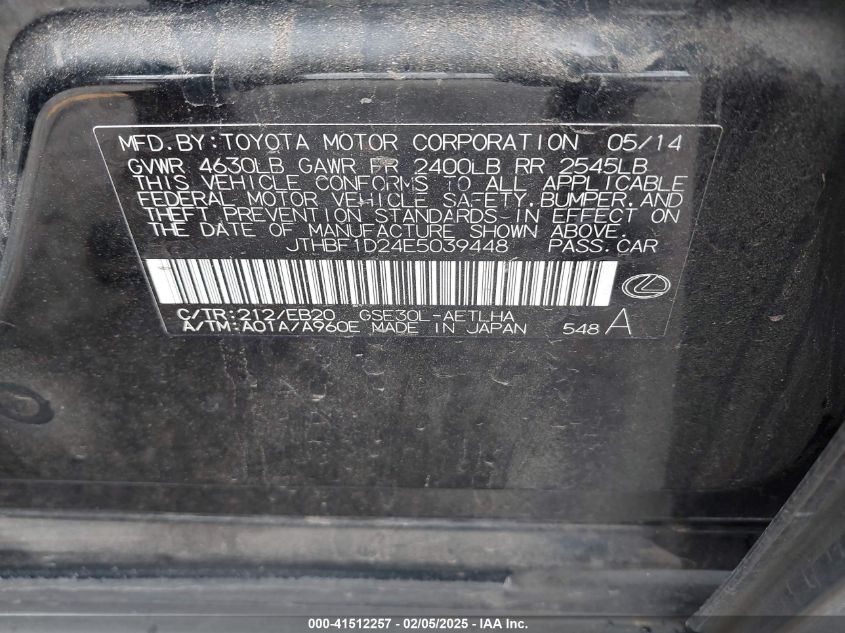 MFD.BY:TOYOTA MOTOR CORPORATION 05/14
GVWR 4630LB GAWR FR 2400LB RR 2545LB
THIS VEHICLE CONFORMS TO ALL APPLICABLE
FEDERAL MOTOR VEHICLE SAFETY,BUMPER,AND
THEFT PREVENTION STANDARDS IN EFFECT ON
THE DATE OF MANUFACTURE SHOWN ABOVE.
JTHBF1D24E5039448 PASS.CAR
C/TR:212/EB20 GSE30L-AETLHA
A/TM:A01A/A960E MADE IN JAPAN 548 A
000-41512257 - 02/05/2025 - IAAI - Copyright 2025 - IAA, Inc.